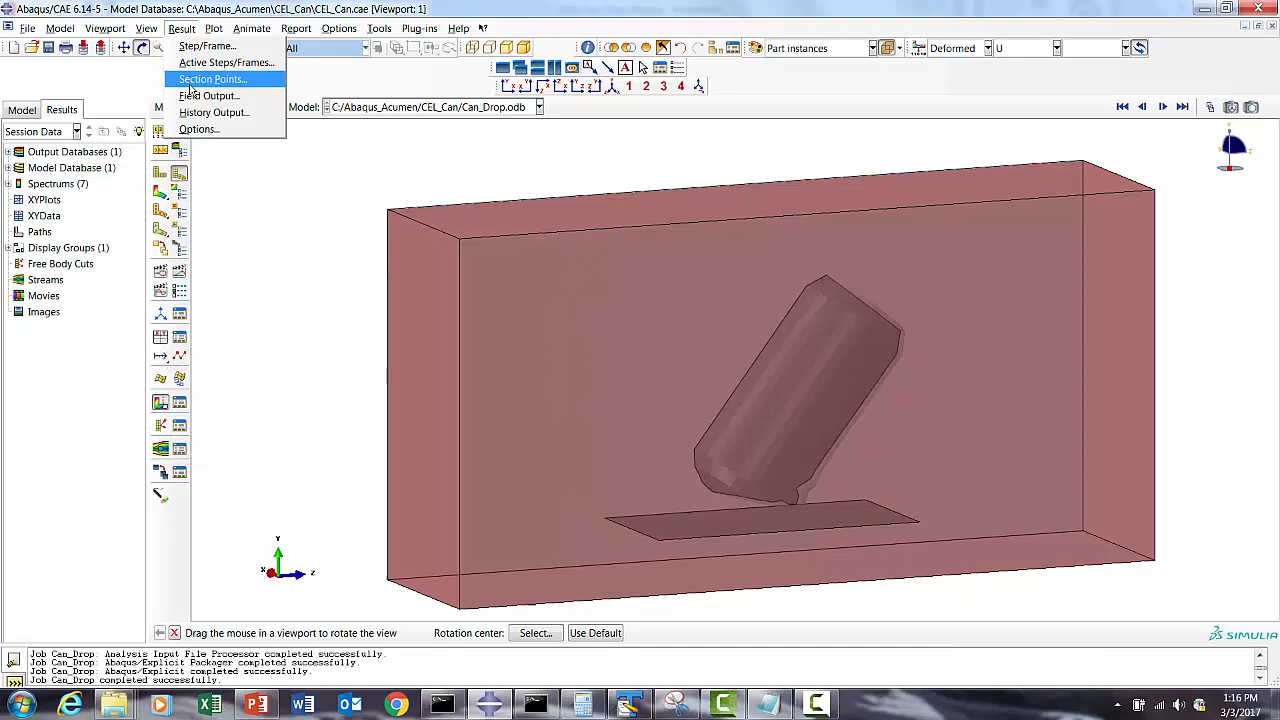 Abaqus/CAE 6.14-5 - Model Database: C:\Abaqus_Acumen\CEL_Can\CEL_Can.cae [Viewport: 1]
File Model Viewport View Result Plot Animate Report Options Tools Plug-ins Help
All Part instances Deformed U
Step/Frame...
Active Steps/Frames...
Section Points...
Field Output...
History Output...
Options...
1 2 3 4
Model Results
Model: C:/Abaqus_Acumen/CEL_Can/Can_Drop.odb
Session Data
Output Databases (1)
Model Database (1)
Spectrums (7)
XYPlots
XYData
Paths
Display Groups (1)
Free Body Cuts
Streams
Movies
Images
Y
X
Z
Drag the mouse in a viewport to rotate the view Rotation center: Select... Use Default
SIMULIA
Job Can_Drop: Analysis Input File Processor completed successfully.
Job Can_Drop: Abaqus/Explicit Packager completed successfully.
Job Can_Drop: Abaqus/Explicit completed successfully.
Job Can_Drop completed successfully.
1:16 PM
3/3/2017